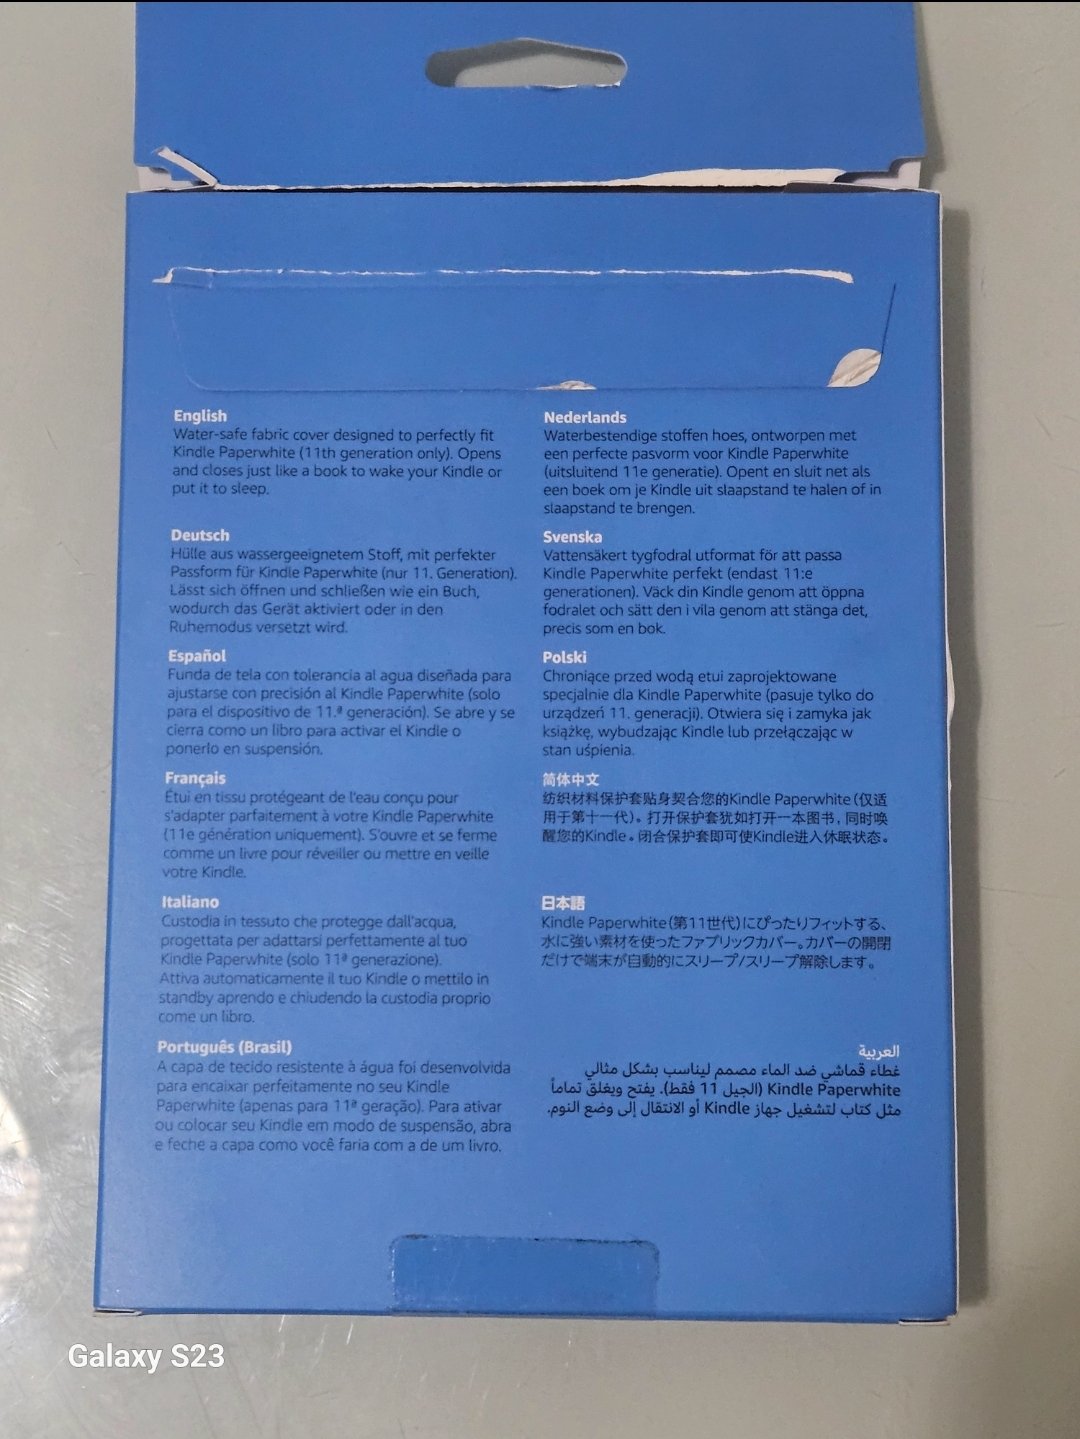 English
Water-safe fabric cover designed to perfectly fit
Kindle Paperwhite (11th generation only). Opens
and closes just like a book to wake your Kindle or
put it to sleep.
Deutsch
Hülle aus wassergeeignetem Stoff, mit perfekter
Passform für Kindle Paperwhite (nur 11. Generation).
Lässt sich öffnen und schließen wie ein Buch,
wodurch das Gerät aktiviert oder in den
Ruhemodus versetzt wird.
Español
Funda de tela con tolerancia al agua diseñada para
ajustarse con precisión al Kindle Paperwhite (solo
para el dispositivo de 11.ª generación). Se abre y se
cierra como un libro para activar el Kindle o
ponerlo en suspensión.
Français
Étui en tissu protégeant de l'eau conçu pour
s'adapter parfaitement à votre Kindle Paperwhite
(11e génération uniquement). S'ouvre et se ferme
comme un livre pour réveiller ou mettre en veille
votre Kindle.
Italiano
Custodia in tessuto che protegge dall'acqua,
progettata per adattarsi perfettamente al tuo
Kindle Paperwhite (solo 11ª generazione).
Attiva automaticamente il tuo Kindle o mettilo in
standby aprendo e chiudendo la custodia proprio
come un libro.
Português (Brasil)
A capa de tecido resistente à água foi desenvolvida
para encaixar perfeitamente no seu Kindle
Paperwhite (apenas para 11ª geração). Para ativar
ou colocar seu Kindle em modo de suspensão, abra
e feche a capa como você faria com a de um livro.
Nederlands
Waterbestendige stoffen hoes, ontworpen met
een perfecte pasvorm voor Kindle Paperwhite
(uitsluitend 11e generatie). Opent en sluit net als
een boek om je Kindle uit slaapstand te halen of in
slaapstand te brengen.
Svenska
Vattensäkert tygfodral utformat för att passa
Kindle Paperwhite perfekt (endast 11:e
generationen). Väck din Kindle genom att öppna
fodralet och sätt den i vila genom att stänga det,
precis som en bok.
Polski
Chroniące przed wodą etui zaprojektowane
specjalnie dla Kindle Paperwhite (pasuje tylko do
urządzeń 11. generacji). Otwiera się i zamyka jak
książkę, wybudzając Kindle lub przełączając w
stan uśpienia.
简体中文
纺织材料保护套贴身契合您的Kindle Paperwhite (仅适
用于第十一代)。打开保护套犹如打开一本图书，同时唤
醒您的Kindle。闭合保护套即可使Kindle进入休眠状态。
日本語
Kindle Paperwhite(第11世代)にぴったりフィットする、
水に強い素材を使ったファブリックカバー。カバーの開閉
だけで端末が自動的にスリープ/スリープ解除します。
العربية
غطاء قماشي ضد الماء مصمم ليناسب بشكل مثالي
Kindle Paperwhite (الجيل 11 فقط). يفتح ويغلق تماماً
مثل كتاب لتشغيل جهاز Kindle أو الانتقال إلى وضع النوم.
Galaxy S23